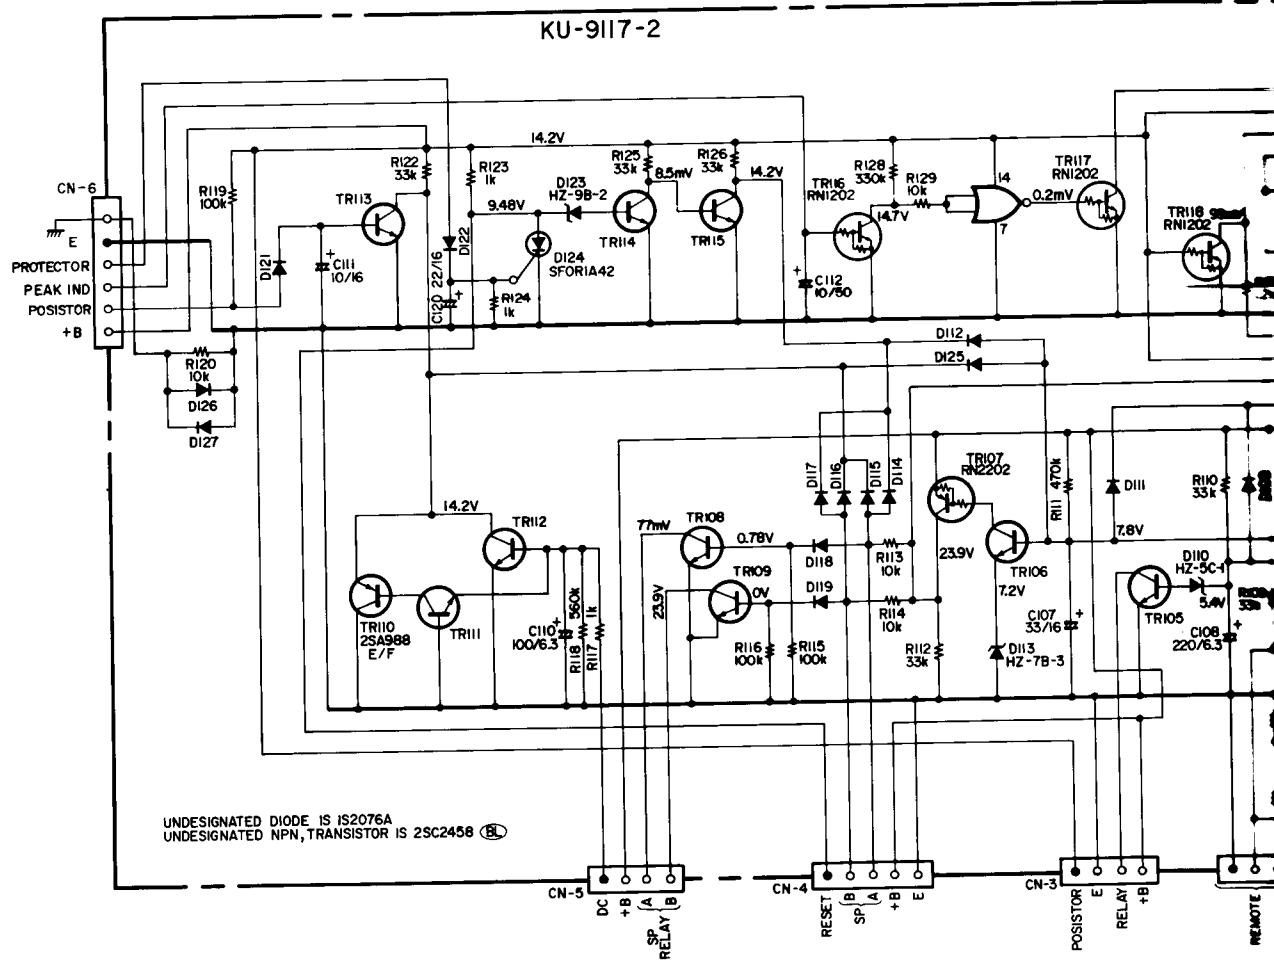 KU-9117-2
14.2V
R122
33k
R123
1k
R125
33k
8.5mV
R126
33k
14.2V
R128
330k
R129
10k
14
0.2mV
7
TR117
RN1202
TR118
RN1202
CN-6
E
PROTECTOR
PEAK IND
POSISTOR
+B
R119
100k
TR113
D121
+
C111
10/16
9.48V
D123
HZ-9B-2
D122
D124
SFOR1A42
C120 22/16
+
R124
1k
TR114
TR115
TR116
RN1202
14.7V
+
C112
10/50
R120
10k
D126
D127
D112
D125
D117
D116
D115
D114
TR107
RN2202
R111 470k
D111
R110
33k
14.2V
TR112
77mV
TR108
0.78V
D118
R113
10k
23.9V
TR106
7.2V
7.8V
D110
HZ-5C-1
5.4V
TR105
TR110
2SA988
E/F
TR111
C110
100/6.3
+
R118 560k
R117 1k
23.9V
TR109
0V
D119
R114
10k
R116
100k
R115
100k
R112
33k
D113
HZ-7B-3
C107
33/16
+
C108
220/6.3
+
UNDESIGNATED DIODE IS 1S2076A
UNDESIGNATED NPN, TRANSISTOR IS 2SC2458 BL
CN-5
DC
+B
A
B
SP
RELAY
CN-4
RESET
B
A
SP
+B
E
CN-3
POSISTOR
E
RELAY
+B
REMOTE